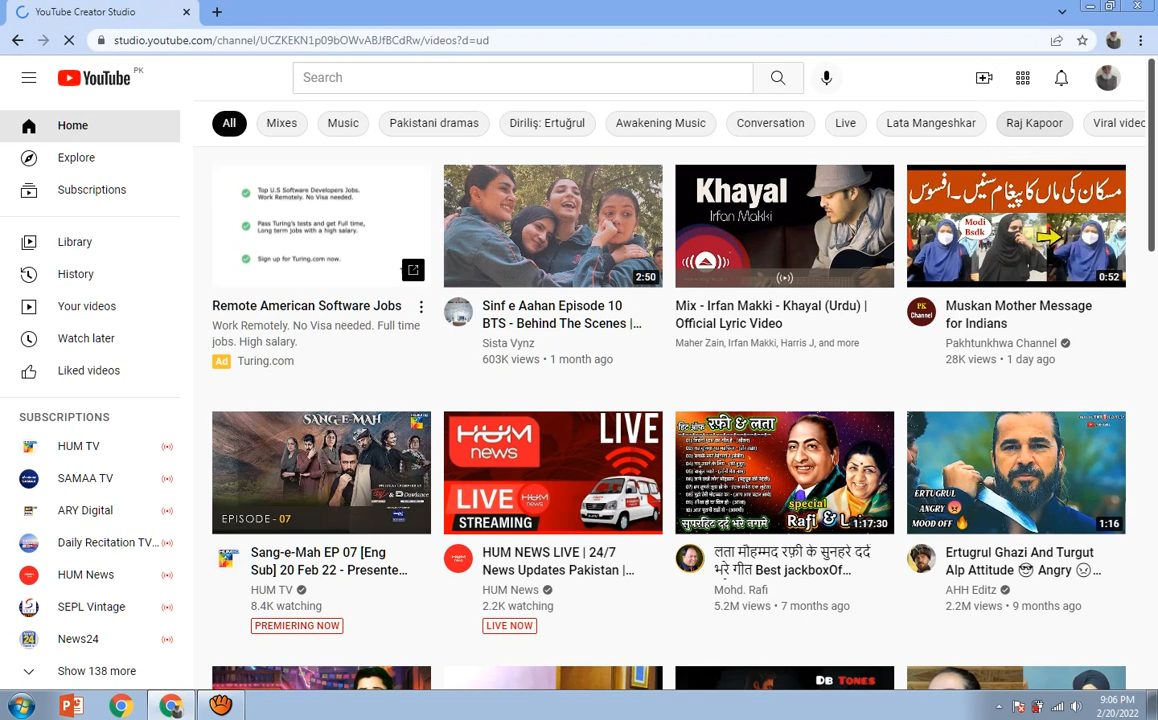 YouTube Creator Studio
studio.youtube.com/channel/UCZKEKN1p09bOWvABJfBCdRw/videos?d=ud
YouTube PK
Search
Home
Explore
Subscriptions
Library
History
Your videos
Watch later
Liked videos
SUBSCRIPTIONS
HUM TV
SAMAA TV
ARY Digital
Daily Recitation TV...
HUM News
SEPL Vintage
News24
Show 138 more
All Mixes Music Pakistani dramas Diriliş: Ertuğrul Awakening Music Conversation Live Lata Mangeshkar Raj Kapoor Viral videc
Top U.S Software Developers Jobs.
Work Remotely. No Visa needed.
Pass Turing's tests and get Full time,
Long term jobs with a high salary.
Sign up for Turing.com now.
Remote American Software Jobs
Work Remotely. No Visa needed. Full time
jobs. High salary.
Ad Turing.com
2:50
Sinf e Aahan Episode 10
BTS - Behind The Scenes |...
Sista Vynz
603K views • 1 month ago
Khayal
Irfan Makki
Mix - Irfan Makki - Khayal (Urdu) |
Official Lyric Video
Maher Zain, Irfan Makki, Harris J, and more
مسکان کی ماں کا پیغام سنیں۔افسوس
Modi
Bsdk
0:52
PK
Channel
Muskan Mother Message
for Indians
Pakhtunkhwa Channel
28K views • 1 day ago
SANG-E-MAH
Dawlance
EPISODE - 07
Sang-e-Mah EP 07 [Eng
Sub] 20 Feb 22 - Presente...
HUM TV
8.4K watching
PREMIERING NOW
HUM
news
LIVE
LIVE HUM news
STREAMING
HUM NEWS LIVE | 24/7
News Updates Pakistan |...
HUM News
2.2K watching
LIVE NOW
रफ़ी & लता
special
Rafi & L
सुपरहिट दर्द भरे नगमे
1:17:30
लता मोहम्मद रफ़ी के सुनहरे दर्द
भरे गीत Best jackboxOf...
Mohd. Rafi
5.2M views • 7 months ago
ERTUGRUL
ANGRY
MOOD OFF
1:16
Ertugrul Ghazi And Turgut
Alp Attitude 😎 Angry ☹...
AHH Editz
2.2M views • 9 months ago
DB TONES
9:06 PM
2/20/2022